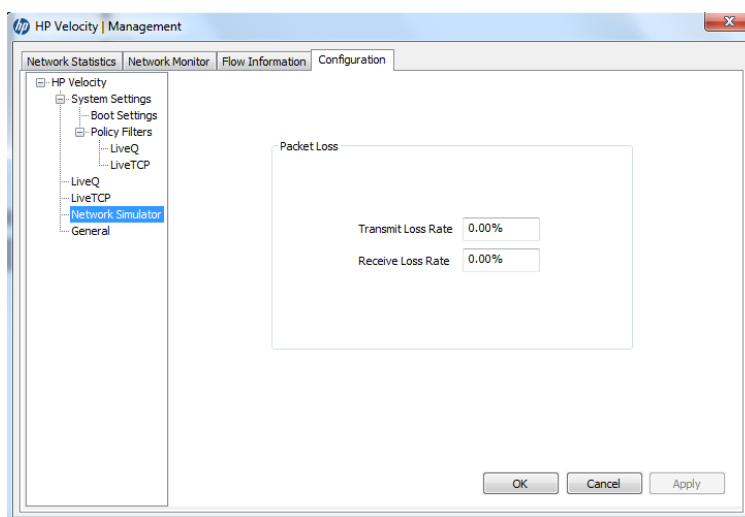 HP Velocity | Management
Network Statistics
Network Monitor
Flow Information
Configuration
HP Velocity
System Settings
Boot Settings
Policy Filters
LiveQ
LiveTCP
LiveQ
LiveTCP
Network Simulator
General
Packet Loss
Transmit Loss Rate 0.00%
Receive Loss Rate 0.00%
OK
Cancel
Apply